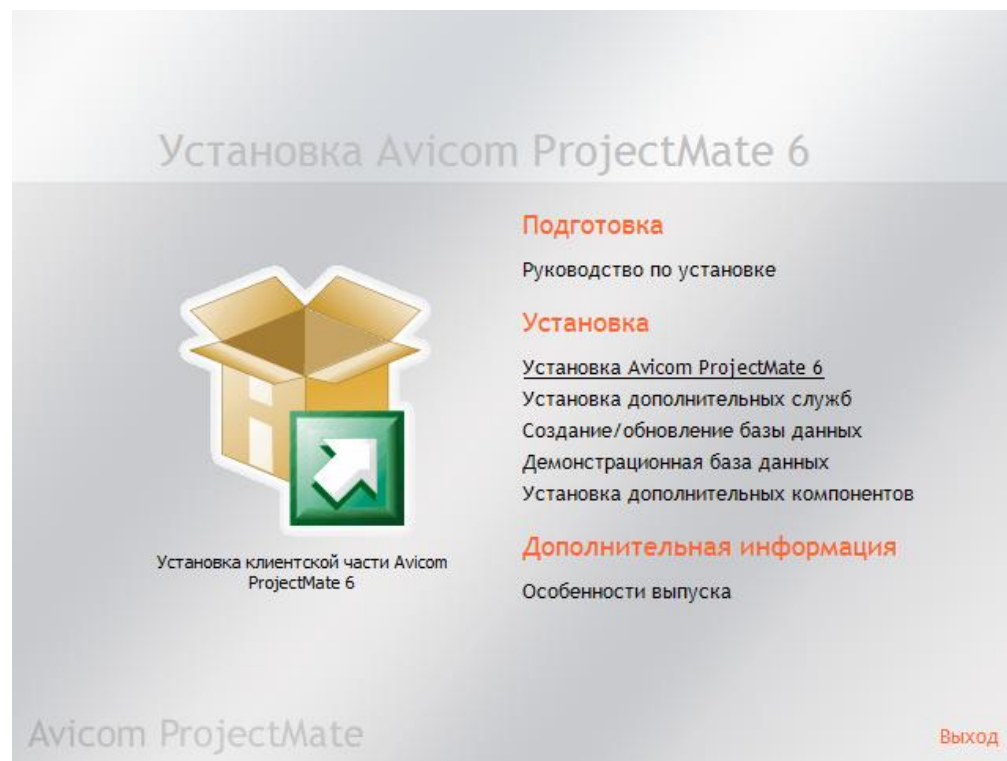 Установка Avicom ProjectMate 6
Подготовка
Руководство по установке
Установка
Установка Avicom ProjectMate 6
Установка дополнительных служб
Создание/обновление базы данных
Демонстрационная база данных
Установка дополнительных компонентов
Дополнительная информация
Особенности выпуска
Установка клиентской части Avicom
ProjectMate 6
Avicom ProjectMate
Выход